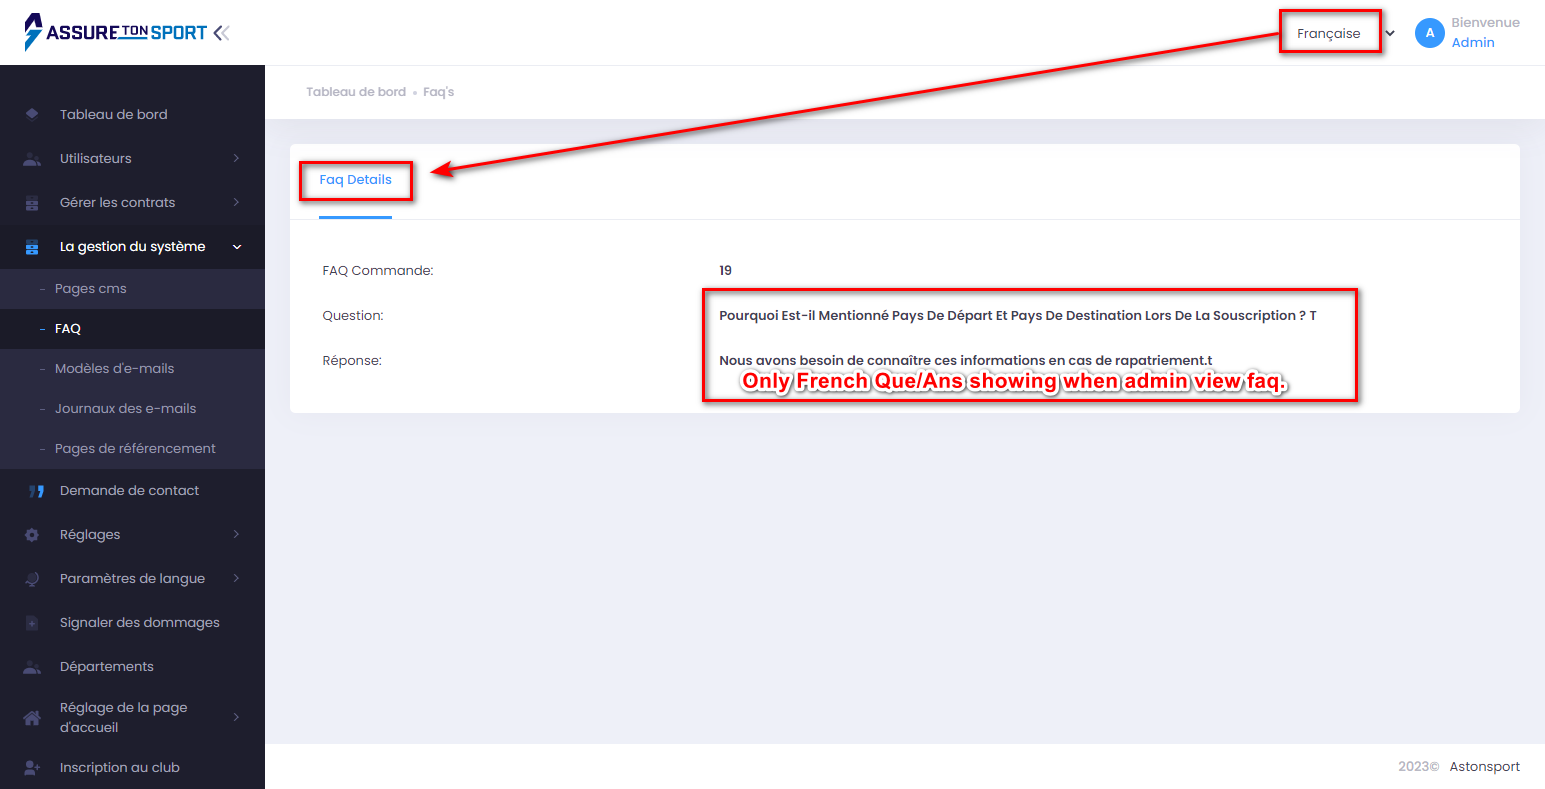 ASSURE TON SPORT
Française
A
Bienvenue
Admin
Tableau de bord
Faq's
Tableau de bord
Utilisateurs
Gérer les contrats
La gestion du système
- Pages cms
- FAQ
- Modèles d'e-mails
- Journaux des e-mails
- Pages de référencement
Demande de contact
Réglages
Paramètres de langue
Signaler des dommages
Départements
Réglage de la page
d'accueil
Inscription au club
Faq Details
FAQ Commande: 19
Question: Pourquoi Est-il Mentionné Pays De Départ Et Pays De Destination Lors De La Souscription ? T
Réponse: Nous avons besoin de connaître ces informations en cas de rapatriement.t
Only French Que/Ans showing when admin view faq.
2023© Astonsport